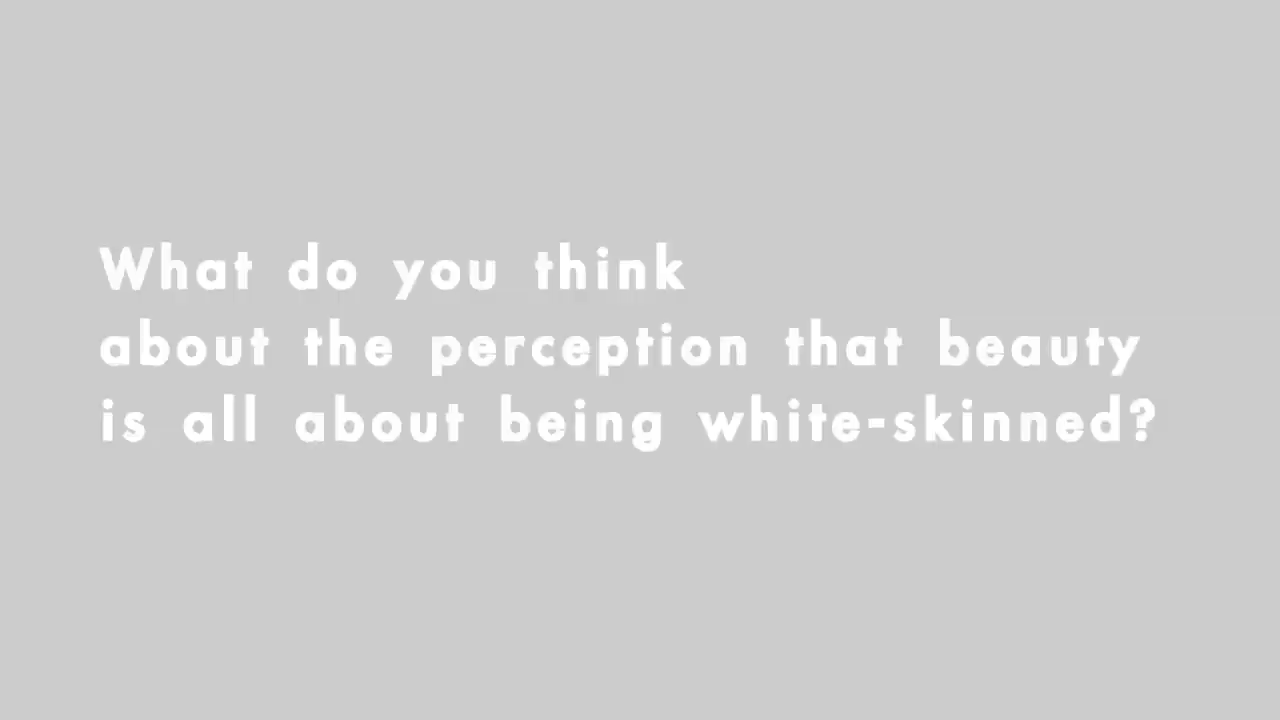 What do you think
about the perception that beauty
is all about being white-skinned?